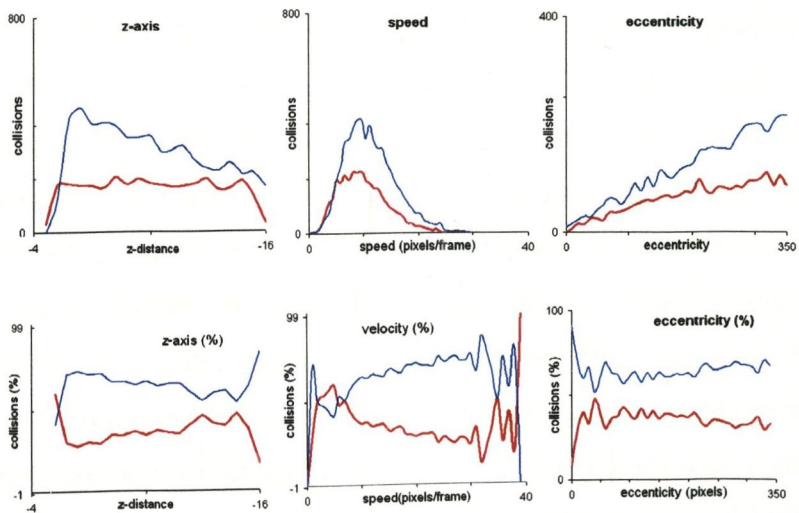 z-axis
800
collisions
0
-4
z-distance
-16
speed
800
collisions
0
0
speed (pixels/frame)
40
eccentricity
400
collisions
0
0
eccentricity
350
z-axis (%)
99
collisions (%)
-1
-4
z-distance
-16
velocity (%)
99
collisions (%)
-1
0
speed(pixels/frame)
40
eccentricity (%)
100
collisions (%)
0
0
eccenticity (pixels)
350